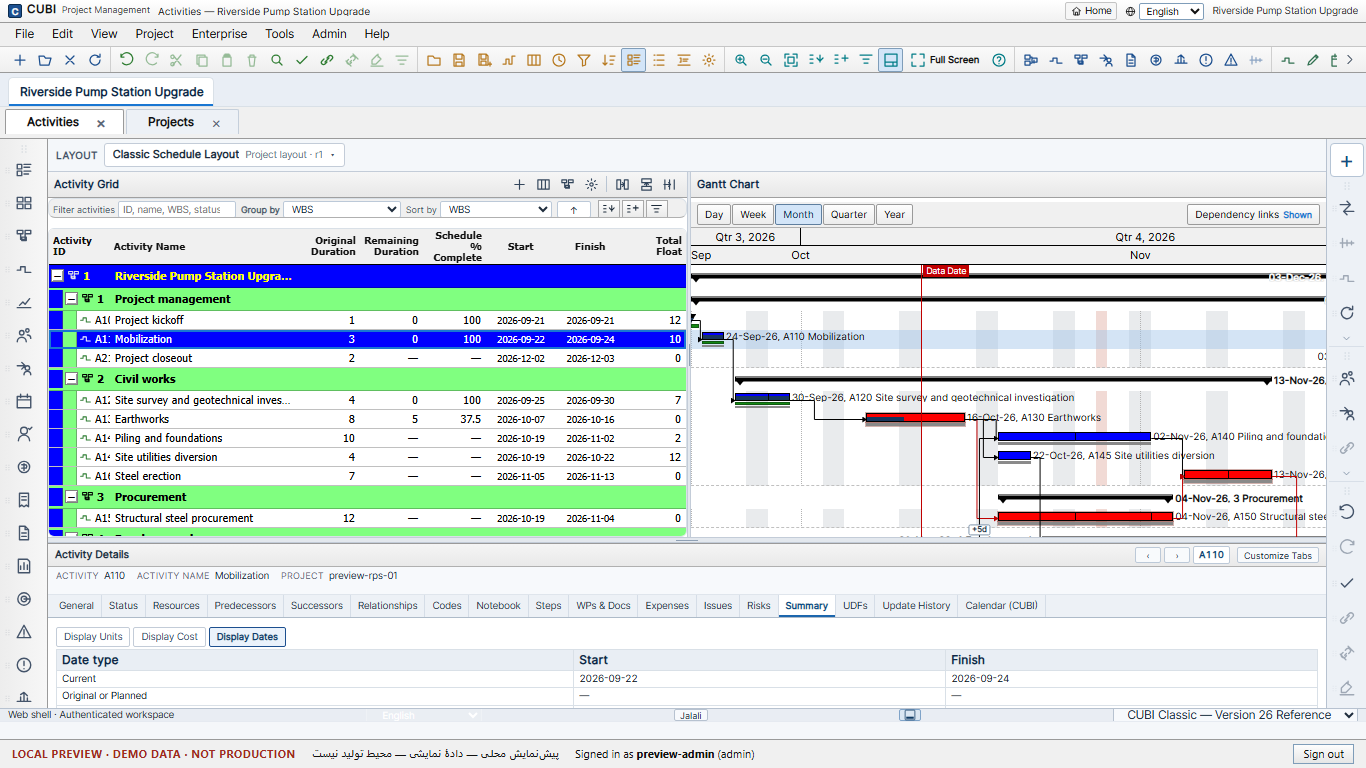 CUBI Project Management Activities — Riverside Pump Station Upgrade
Home English Riverside Pump Station Upgrade
File Edit View Project Enterprise Tools Admin Help
Full Screen
Riverside Pump Station Upgrade
Activities Projects
LAYOUT Classic Schedule Layout Project layout · r1
Activity Grid
Filter activities ID, name, WBS, status Group by WBS Sort by WBS
Activity ID Activity Name Original Duration Remaining Duration Schedule % Complete Start Finish Total Float
1 Riverside Pump Station Upgra...
1 Project management
A10 Project kickoff 1 0 100 2026-09-21 2026-09-21 12
A11 Mobilization 3 0 100 2026-09-22 2026-09-24 10
A21 Project closeout 2 — — 2026-12-02 2026-12-03 0
2 Civil works
A12 Site survey and geotechnical inves... 4 0 100 2026-09-25 2026-09-30 7
A13 Earthworks 8 5 37.5 2026-10-07 2026-10-16 0
A14 Piling and foundations 10 — — 2026-10-19 2026-11-02 2
A14 Site utilities diversion 4 — — 2026-10-19 2026-10-22 12
A16 Steel erection 7 — — 2026-11-05 2026-11-13 0
3 Procurement
A15 Structural steel procurement 12 — — 2026-10-19 2026-11-04 0
Gantt Chart
Day Week Month Quarter Year Dependency links Shown
Qtr 3, 2026 Qtr 4, 2026
Sep Oct Nov
Data Date
03-Dec-26
24-Sep-26, A110 Mobilization
03
13-Nov-26,
30-Sep-26, A120 Site survey and geotechnical investigation
16-Oct-26, A130 Earthworks
02-Nov-26, A140 Piling and foundati
22-Oct-26, A145 Site utilities diversion
13-Nov-26,
04-Nov-26, 3 Procurement
04-Nov-26, A150 Structural stee
+5d
Activity Details
A110 Customize Tabs
ACTIVITY A110 ACTIVITY NAME Mobilization PROJECT preview-rps-01
General Status Resources Predecessors Successors Relationships Codes Notebook Steps WPs & Docs Expenses Issues Risks Summary UDFs Update History Calendar (CUBI)
Display Units Display Cost Display Dates
Date type Start Finish
Current 2026-09-22 2026-09-24
Original or Planned — —
Web shell · Authenticated workspace English Jalali CUBI Classic — Version 26 Reference
LOCAL PREVIEW · DEMO DATA · NOT PRODUCTION پیش‌نمایش محلی — دادهٔ نمایشی — محیط تولید نیست Signed in as preview-admin (admin) Sign out